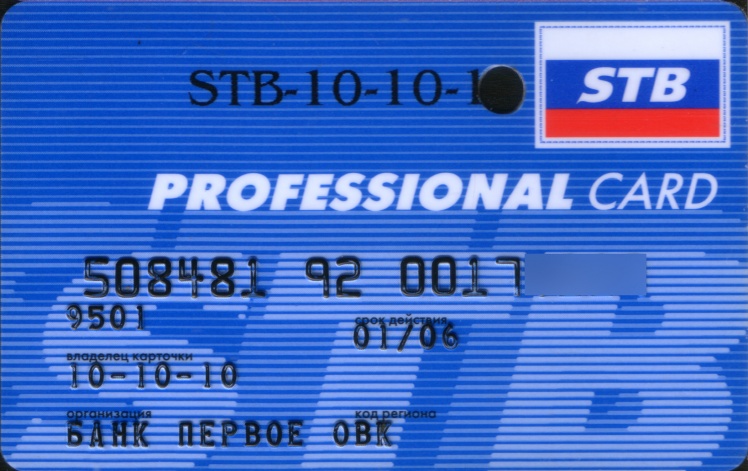 STB-10-10-1
STB
PROFESSIONAL CARD
508481 92 0017
9501
срок действия
01/06
владелец карточки
10-10-10
организация
код региона
БАНК ПЕРВОЕ ОВК